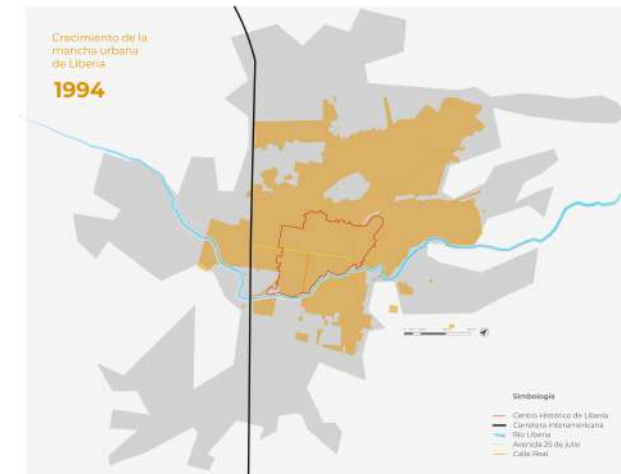 Crecimiento de la
mancha urbana
de Liberia
1994
Simbología
Centro Histórico de Liberia
Carretera Interamericana
Río Liberia
Avenida 25 de julio
Calle Real